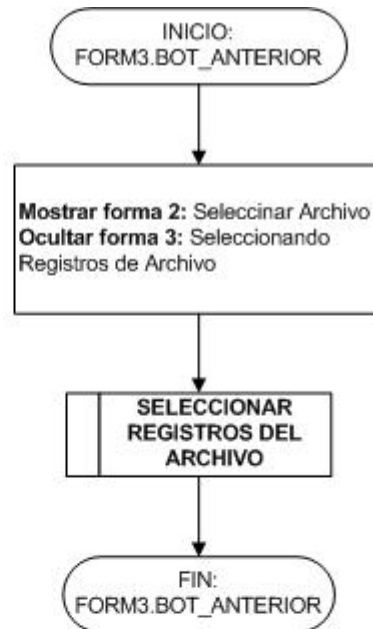 INICIO:
FORM3.BOT_ANTERIOR
Mostrar forma 2: Seleccinar Archivo
Ocultar forma 3: Seleccionando
Registros de Archivo
SELECCIONAR
REGISTROS DEL
ARCHIVO
FIN:
FORM3.BOT_ANTERIOR